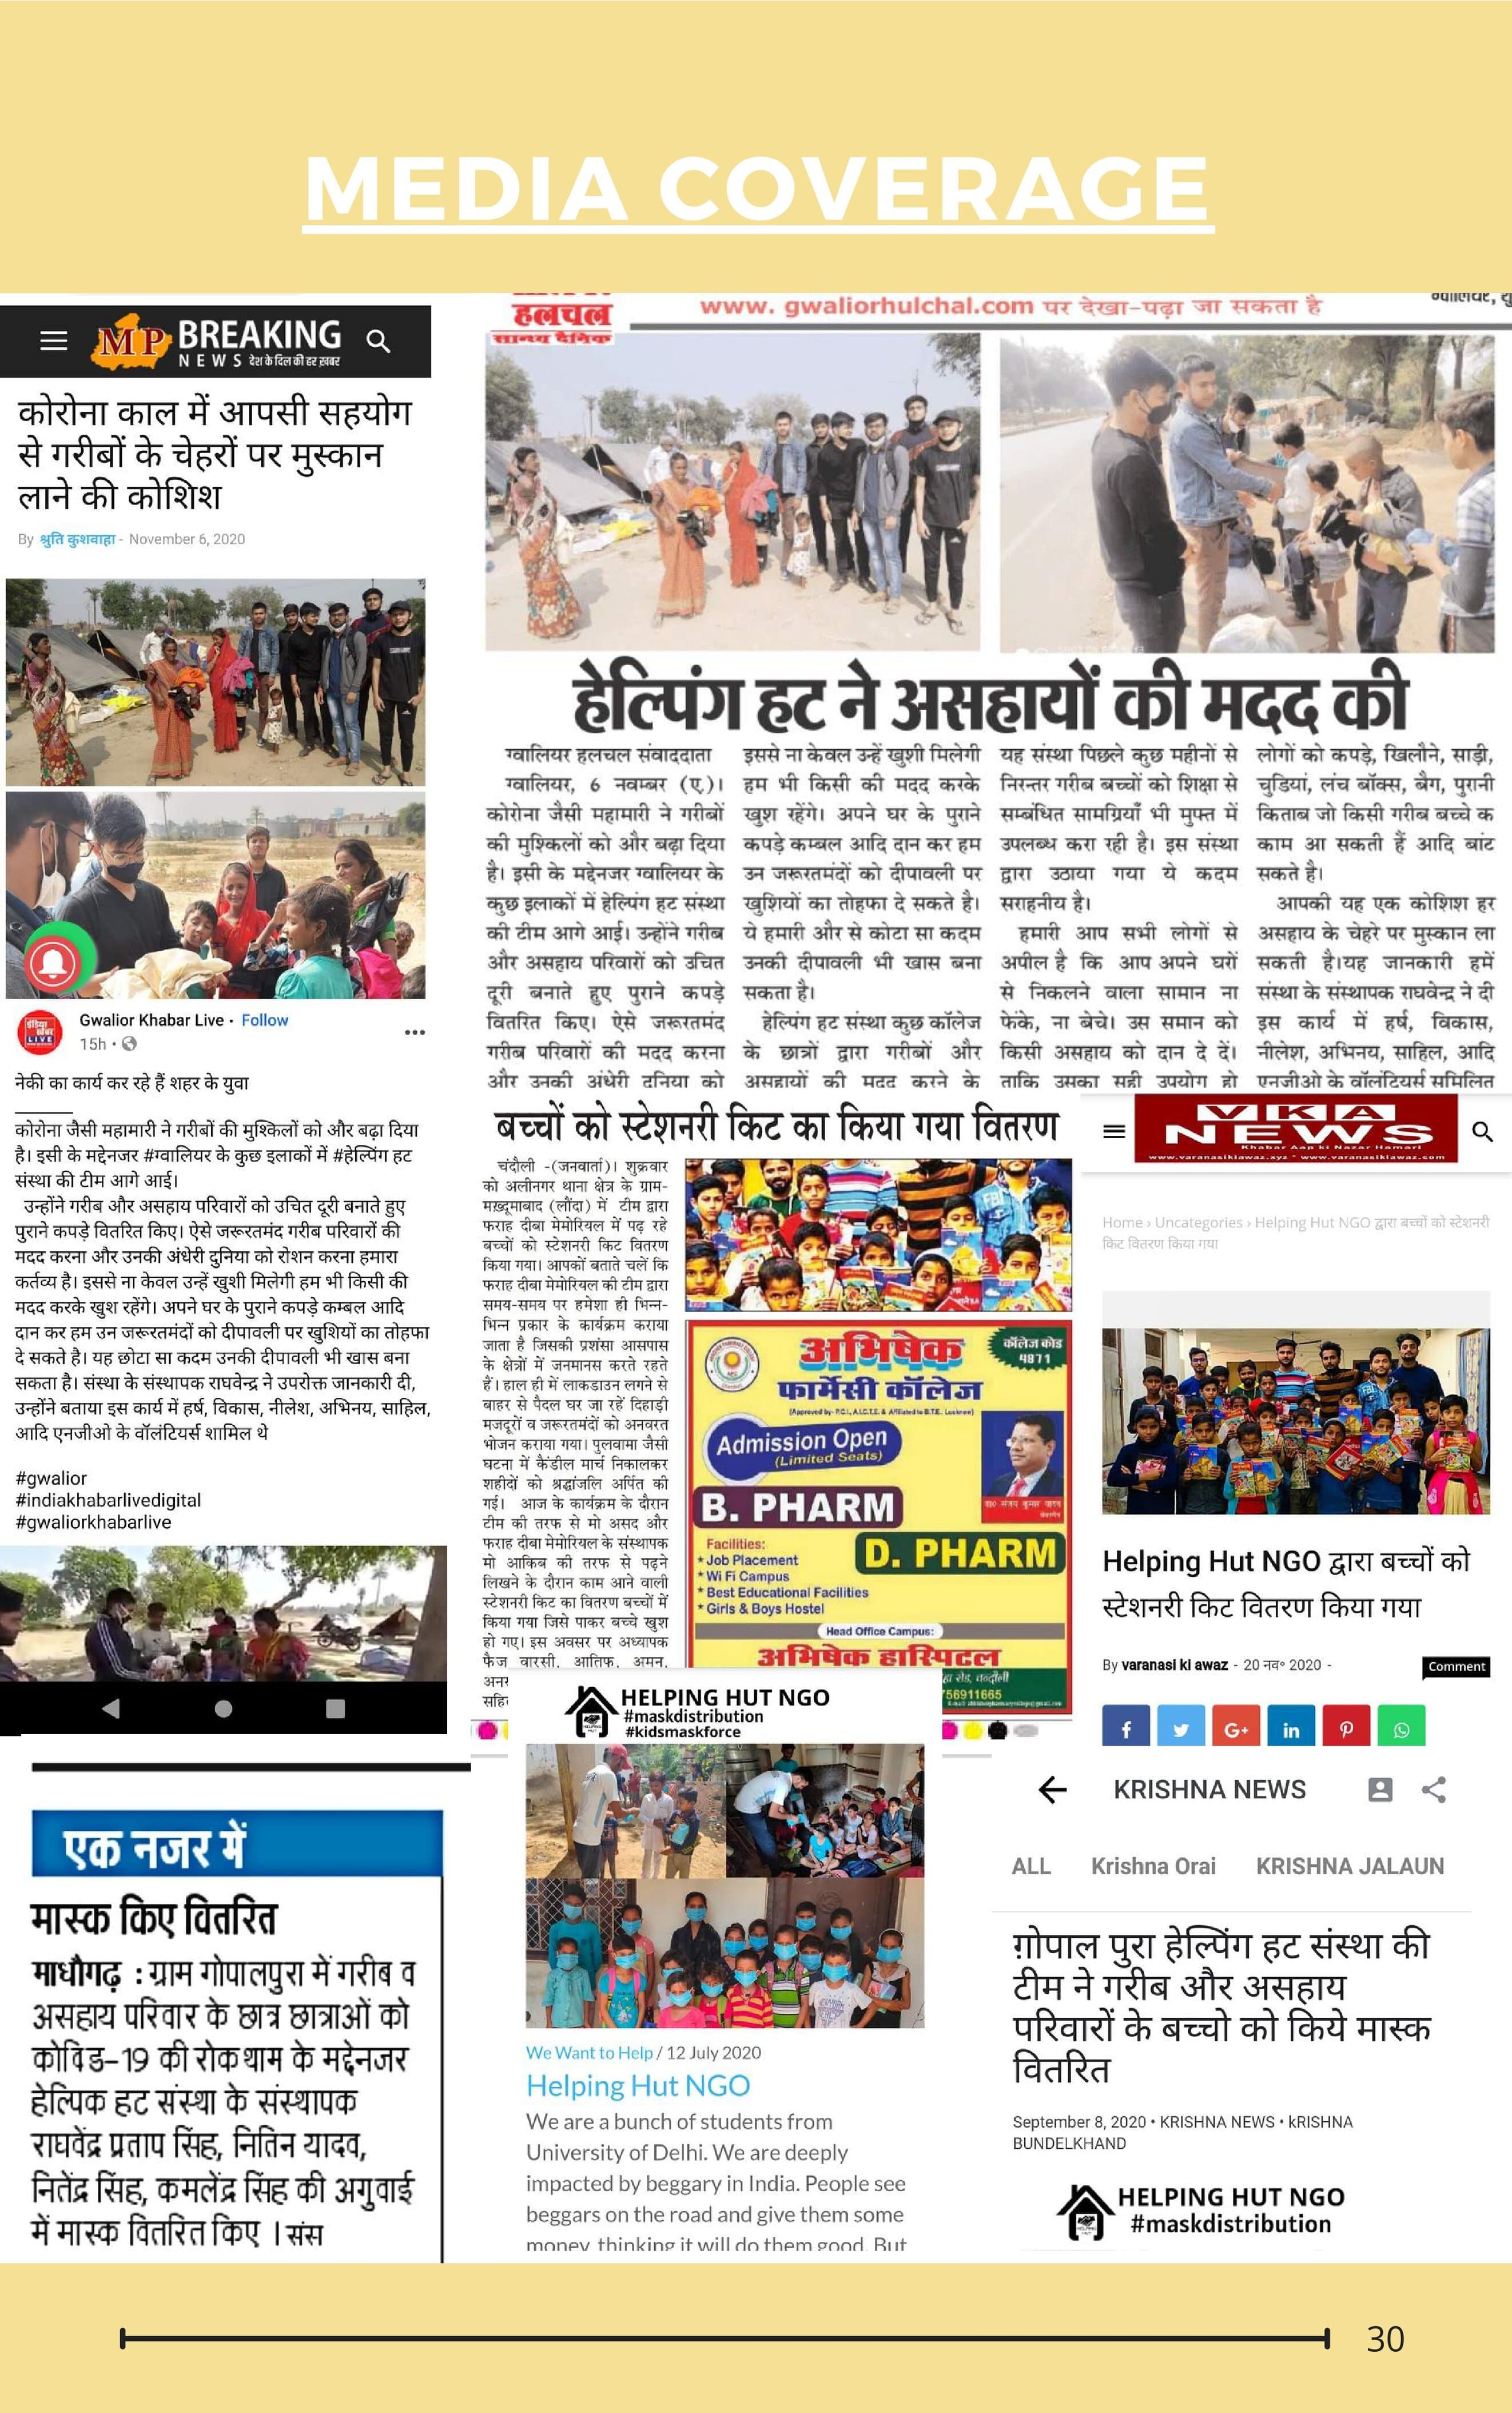 MEDIA COVERAGE
MP BREAKING
NEWS देश के दिल की हर ख़बर
कोरोना काल में आपसी सहयोग
से गरीबों के चेहरों पर मुस्कान
लाने की कोशिश
By श्रुति कुशवाहा - November 6, 2020
Gwalior Khabar Live · Follow
15h ·
नेकी का कार्य कर रहे हैं शहर के युवा
कोरोना जैसी महामारी ने गरीबों की मुश्किलों को और बढ़ा दिया
है। इसी के मद्देनजर #ग्वालियर के कुछ इलाकों में #हेल्पिंग हट
संस्था की टीम आगे आई।
उन्होंने गरीब और असहाय परिवारों को उचित दूरी बनाते हुए
पुराने कपड़े वितरित किए। ऐसे जरूरतमंद गरीब परिवारों की
मदद करना और उनकी अंधेरी दुनिया को रोशन करना हमारा
कर्तव्य है। इससे ना केवल उन्हें खुशी मिलेगी हम भी किसी की
मदद करके खुश रहेंगे। अपने घर के पुराने कपड़े कम्बल आदि
दान कर हम उन जरूरतमंदों को दीपावली पर खुशियों का तोहफा
दे सकते है। यह छोटा सा कदम उनकी दीपावली भी खास बना
सकता है। संस्था के संस्थापक राघवेन्द्र ने उपरोक्त जानकारी दी,
उन्होंने बताया इस कार्य में हर्ष, विकास, नीलेश, अभिनय, साहिल,
आदि एनजीओ के वॉलंटियर्स शामिल थे
#gwalior
#indiakhabarlivedigital
#gwaliorkhabarlive
हलचल
सान्ध्य दैनिक
www. gwaliorhulchal.com पर देखा-पढ़ा जा सकता है
हेल्पिंग हट ने असहायों की मदद की
ग्वालियर हलचल संवाददाता
ग्वालियर, 6 नवम्बर (ए.)।
कोरोना जैसी महामारी ने गरीबों
की मुश्किलों को और बढ़ा दिया
है। इसी के मद्देनजर ग्वालियर के
कुछ इलाकों में हेल्पिंग हट संस्था
की टीम आगे आई। उन्होंने गरीब
और असहाय परिवारों को उचित
दूरी बनाते हुए पुराने कपड़े
वितरित किए। ऐसे जरूरतमंद
गरीब परिवारों की मदद करना
और उनकी अंधेरी दुनिया को
इससे ना केवल उन्हें खुशी मिलेगी
हम भी किसी की मदद करके
खुश रहेंगे। अपने घर के पुराने
कपड़े कम्बल आदि दान कर हम
उन जरूरतमंदों को दीपावली पर
खुशियों का तोहफा दे सकते है।
ये हमारी और से कोटा सा कदम
उनकी दीपावली भी खास बना
सकता है।
हेल्पिंग हट संस्था कुछ कॉलेज
के छात्रों द्वारा गरीबों और
असहायों की मदद करने के
यह संस्था पिछले कुछ महीनों से
निरन्तर गरीब बच्चों को शिक्षा से
सम्बंधित सामग्रियाँ भी मुफ्त में
उपलब्ध करा रही है। इस संस्था
द्वारा उठाया गया ये कदम
सराहनीय है।
हमारी आप सभी लोगों से
अपील है कि आप अपने घरों
से निकलने वाला सामान ना
फेंके, ना बेचे। उस समान को
किसी असहाय को दान दे दें।
ताकि उसका सही उपयोग हो
लोगों को कपड़े, खिलौने, साड़ी,
चुडियां, लंच बॉक्स, बैग, पुरानी
किताब जो किसी गरीब बच्चे क
काम आ सकती हैं आदि बांट
सकते है।
आपकी यह एक कोशिश हर
असहाय के चेहरे पर मुस्कान ला
सकती है।यह जानकारी हमें
संस्था के संस्थापक राघवेन्द्र ने दी
इस कार्य में हर्ष, विकास,
नीलेश, अभिनय, साहिल, आदि
एनजीओ के वॉलंटियर्स समिलित
बच्चों को स्टेशनरी किट का किया गया वितरण
चंदौली -(जनवार्ता)। शुक्रवार
को अलीनगर थाना क्षेत्र के ग्राम-
मख़्दूमाबाद (लौंदा) में टीम द्वारा
फराह दीबा मेमोरियल में पढ़ रहे
बच्चों को स्टेशनरी किट वितरण
किया गया। आपकों बताते चलें कि
फराह दीबा मेमोरियल की टीम द्वारा
समय-समय पर हमेशा ही भिन्न-
भिन्न प्रकार के कार्यक्रम कराया
जाता है जिसकी प्रशंसा आसपास
के क्षेत्रों में जनमानस करते रहते
हैं। हाल ही में लाकडाउन लगने से
बाहर से पैदल घर जा रहें दिहाड़ी
मजदूरों व जरूरतमंदों को अनवरत
भोजन कराया गया। पुलवामा जैसी
घटना में कैंडील मार्च निकालकर
शहीदों को श्रद्धांजलि अर्पित की
गई। आज के कार्यक्रम के दौरान
टीम की तरफ से मो असद और
फराह दीबा मेमोरियल के संस्थापक
मो आकिब की तरफ से पढ़ने
लिखने के दौरान काम आने वाली
स्टेशनरी किट का वितरण बच्चों में
किया गया जिसे पाकर बच्चे खुश
हो गए। इस अवसर पर अध्यापक
फैज वारसी, आतिफ, अमन,
FBI
अभिषेक
कॉलेज कोड
4871
फार्मेसी कॉलेज
(Approved by- P.C.I., A.I.C.T.E. & Affiliated to B.T.E. Lucknow)
Admission Open
(Limited Seats)
B. PHARM
D. PHARM
Facilities:
* Job Placement
* Wi Fi Campus
* Best Educational Facilities
* Girls & Boys Hostel
Head Office Campus:
अभिषेक हास्पिटल
रोड, चन्दौली
56911665
VKA
NEWS
Khabar Aap ki Nazar Hamari
www.varanasikiawaz.xyz * www.varanasikiawaz.com
Home › Uncategories › Helping Hut NGO द्वारा बच्चों को स्टेशनरी
किट वितरण किया गया
Helping Hut NGO द्वारा बच्चों को
स्टेशनरी किट वितरण किया गया
By varanasi ki awaz - 20 नव॰ 2020 -
Comment
एक नजर में
मास्क किए वितरित
माधौगढ़ : ग्राम गोपालपुरा में गरीब व
असहाय परिवार के छात्र छात्राओं को
कोविड-19 की रोकथाम के मद्देनजर
हेल्पिक हट संस्था के संस्थापक
राघवेंद्र प्रताप सिंह, नितिन यादव,
नितेंद्र सिंह, कमलेंद्र सिंह की अगुवाई
में मास्क वितरित किए । संस
HELPING HUT NGO
#maskdistribution
#kidsmaskforce
We Want to Help / 12 July 2020
Helping Hut NGO
We are a bunch of students from
University of Delhi. We are deeply
impacted by beggary in India. People see
beggars on the road and give them some
money, thinking it will do them good. But
KRISHNA NEWS
ALL Krishna Orai KRISHNA JALAUN
ग़ोपाल पुरा हेल्पिंग हट संस्था की
टीम ने गरीब और असहाय
परिवारों के बच्चो को किये मास्क
वितरित
September 8, 2020 • KRISHNA NEWS • kRISHNA
BUNDELKHAND
HELPING HUT NGO
#maskdistribution
30